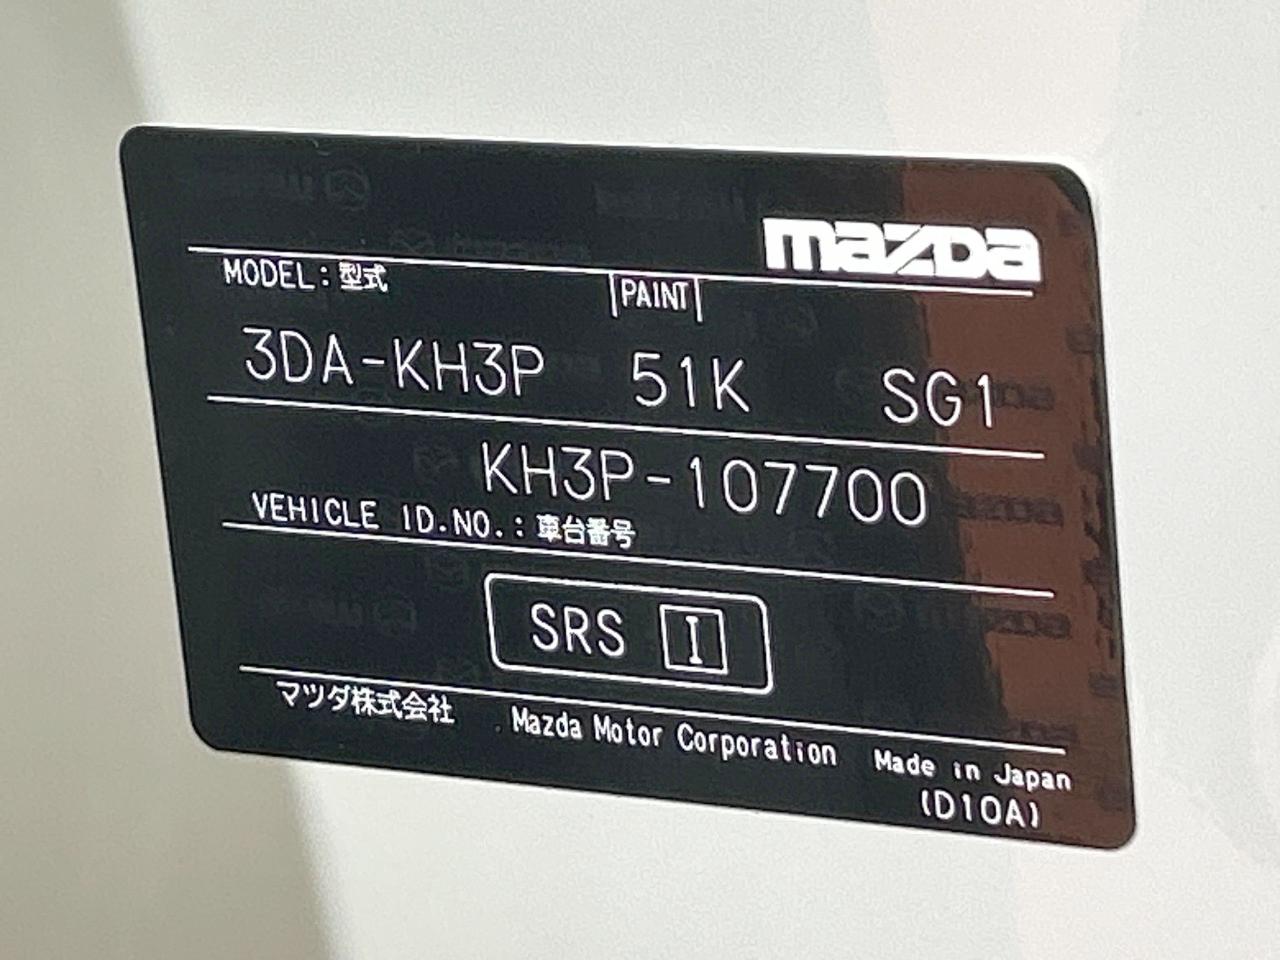 mazda
MODEL:型式 PAINT
3DA-KH3P 51K SG1
KH3P-107700
VEHICLE ID.NO.:車台番号
SRS I
マツダ株式会社 Mazda Motor Corporation Made in Japan
(D10A)